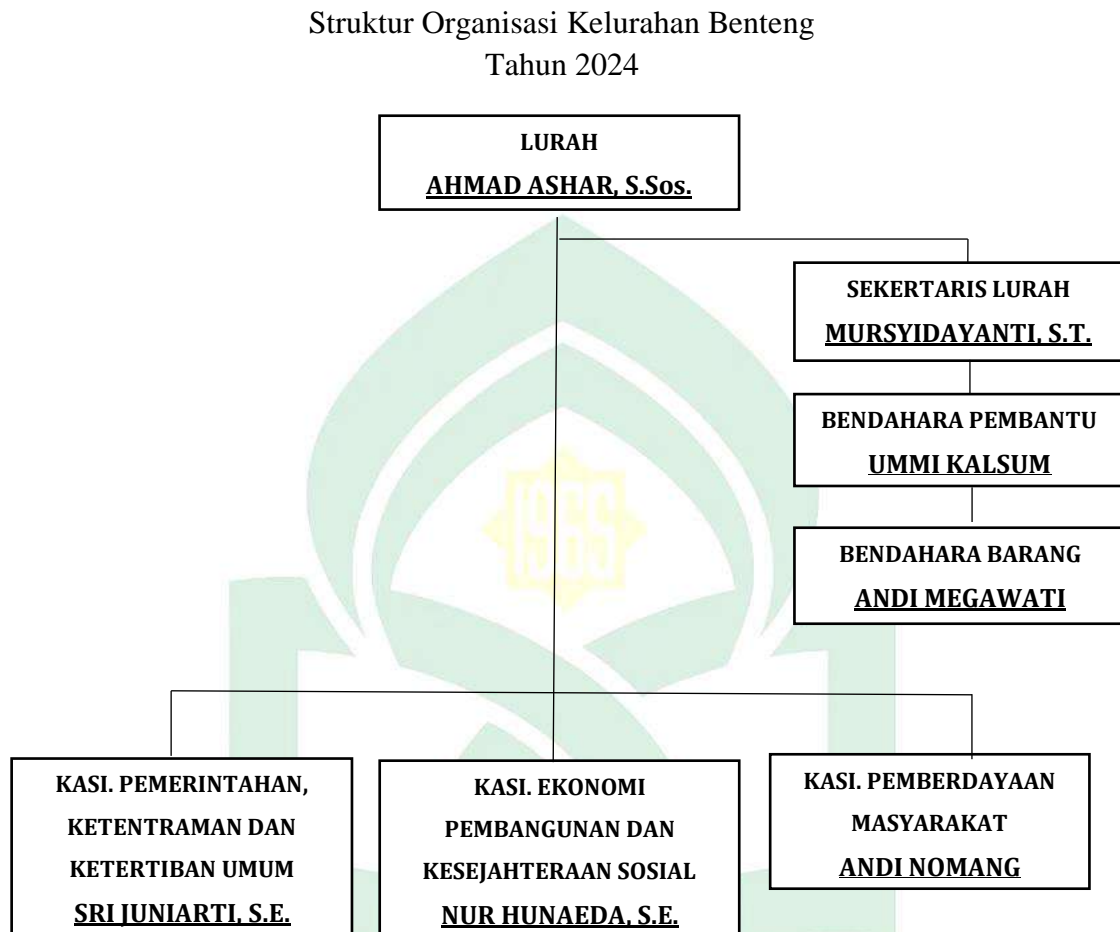 Struktur Organisasi Kelurahan Benteng
Tahun 2024
LURAH
AHMAD ASHAR, S.Sos.
SEKERTARIS LURAH
MURSYIDAYANTI, S.T.
BENDAHARA PEMBANTU
UMMI KALSUM
BENDAHARA BARANG
ANDI MEGAWATI
KASI. PEMERINTAHAN,
KETENTRAMAN DAN
KETERTIBAN UMUM
SRI JUNIARTI, S.E.
KASI. EKONOMI
PEMBANGUNAN DAN
KESEJAHTERAAN SOSIAL
NUR HUNAEDA, S.E.
KASI. PEMBERDAYAAN
MASYARAKAT
ANDI NOMANG
1965